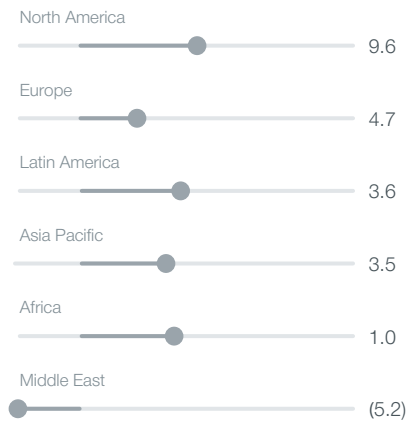 North America
9.6
Europe
4.7
Latin America
3.6
Asia Pacific
3.5
Africa
1.0
Middle East
(5.2)